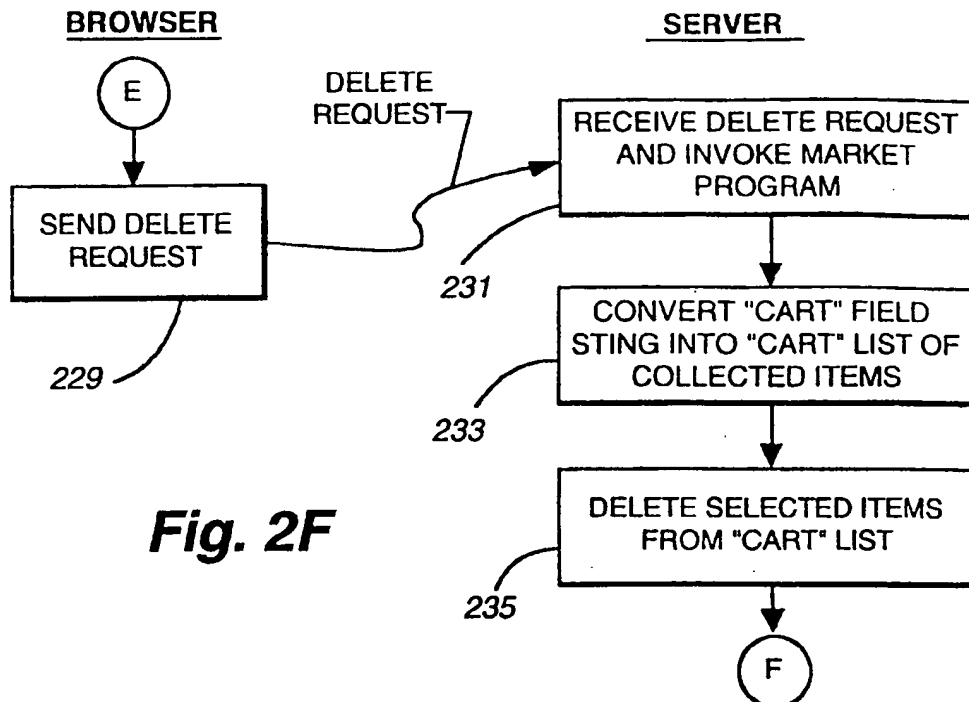 BROWSER
E
SEND DELETE
REQUEST
229
DELETE
REQUEST
SERVER
RECEIVE DELETE REQUEST
AND INVOKE MARKET
PROGRAM
231
CONVERT "CART" FIELD
STING INTO "CART" LIST OF
COLLECTED ITEMS
233
DELETE SELECTED ITEMS
FROM "CART" LIST
235
F
Fig. 2F